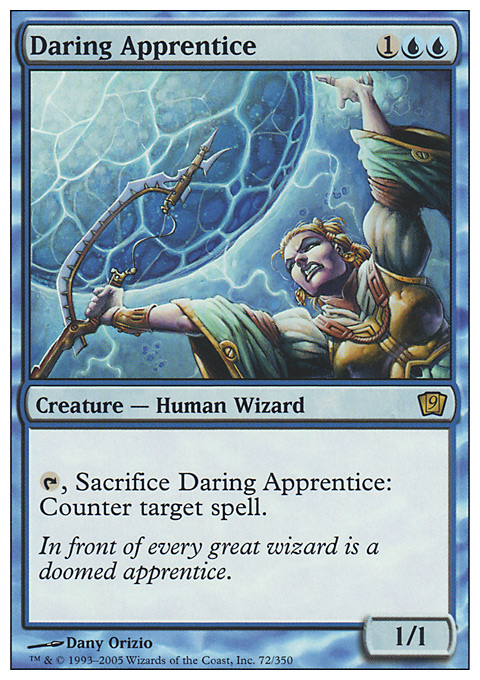 Daring Apprentice 1
Creature — Human Wizard
9
, Sacrifice Daring Apprentice:
Counter target spell.
In front of every great wizard is a
doomed apprentice.
1/1
Dany Orizio
™ & © 1993–2005 Wizards of the Coast, Inc. 72/350